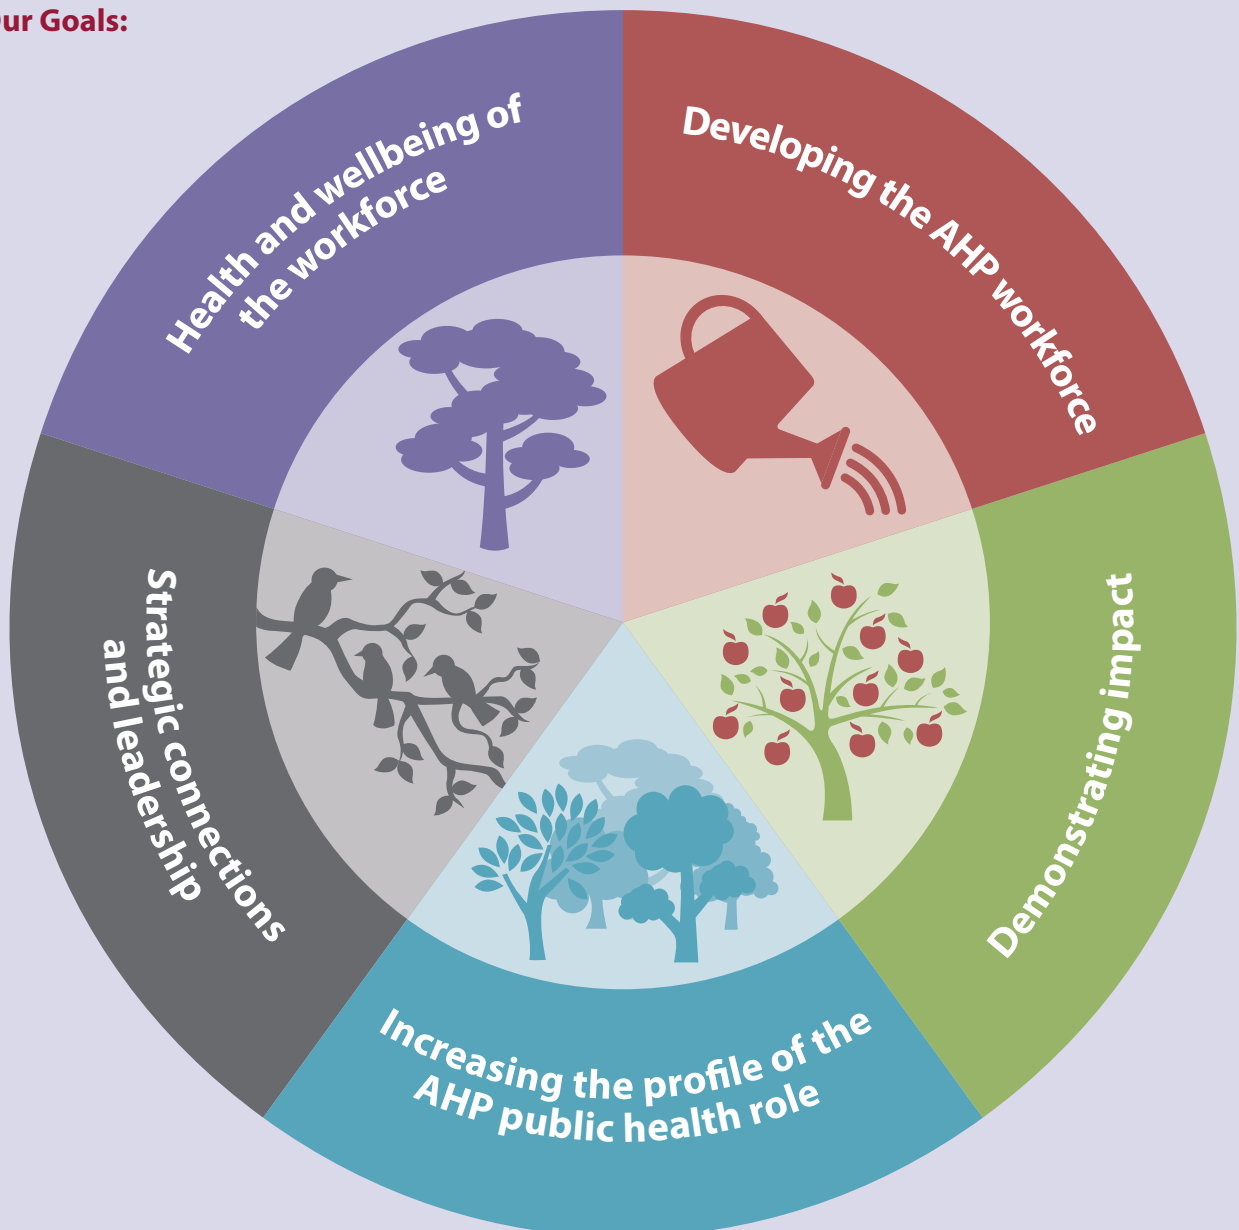 our Goals:
Developing the AHP workforce
Demonstrating impact
Increasing the profile of the
AHP public health role
Strategic connections
and leadership
Health and wellbeing of
the workforce